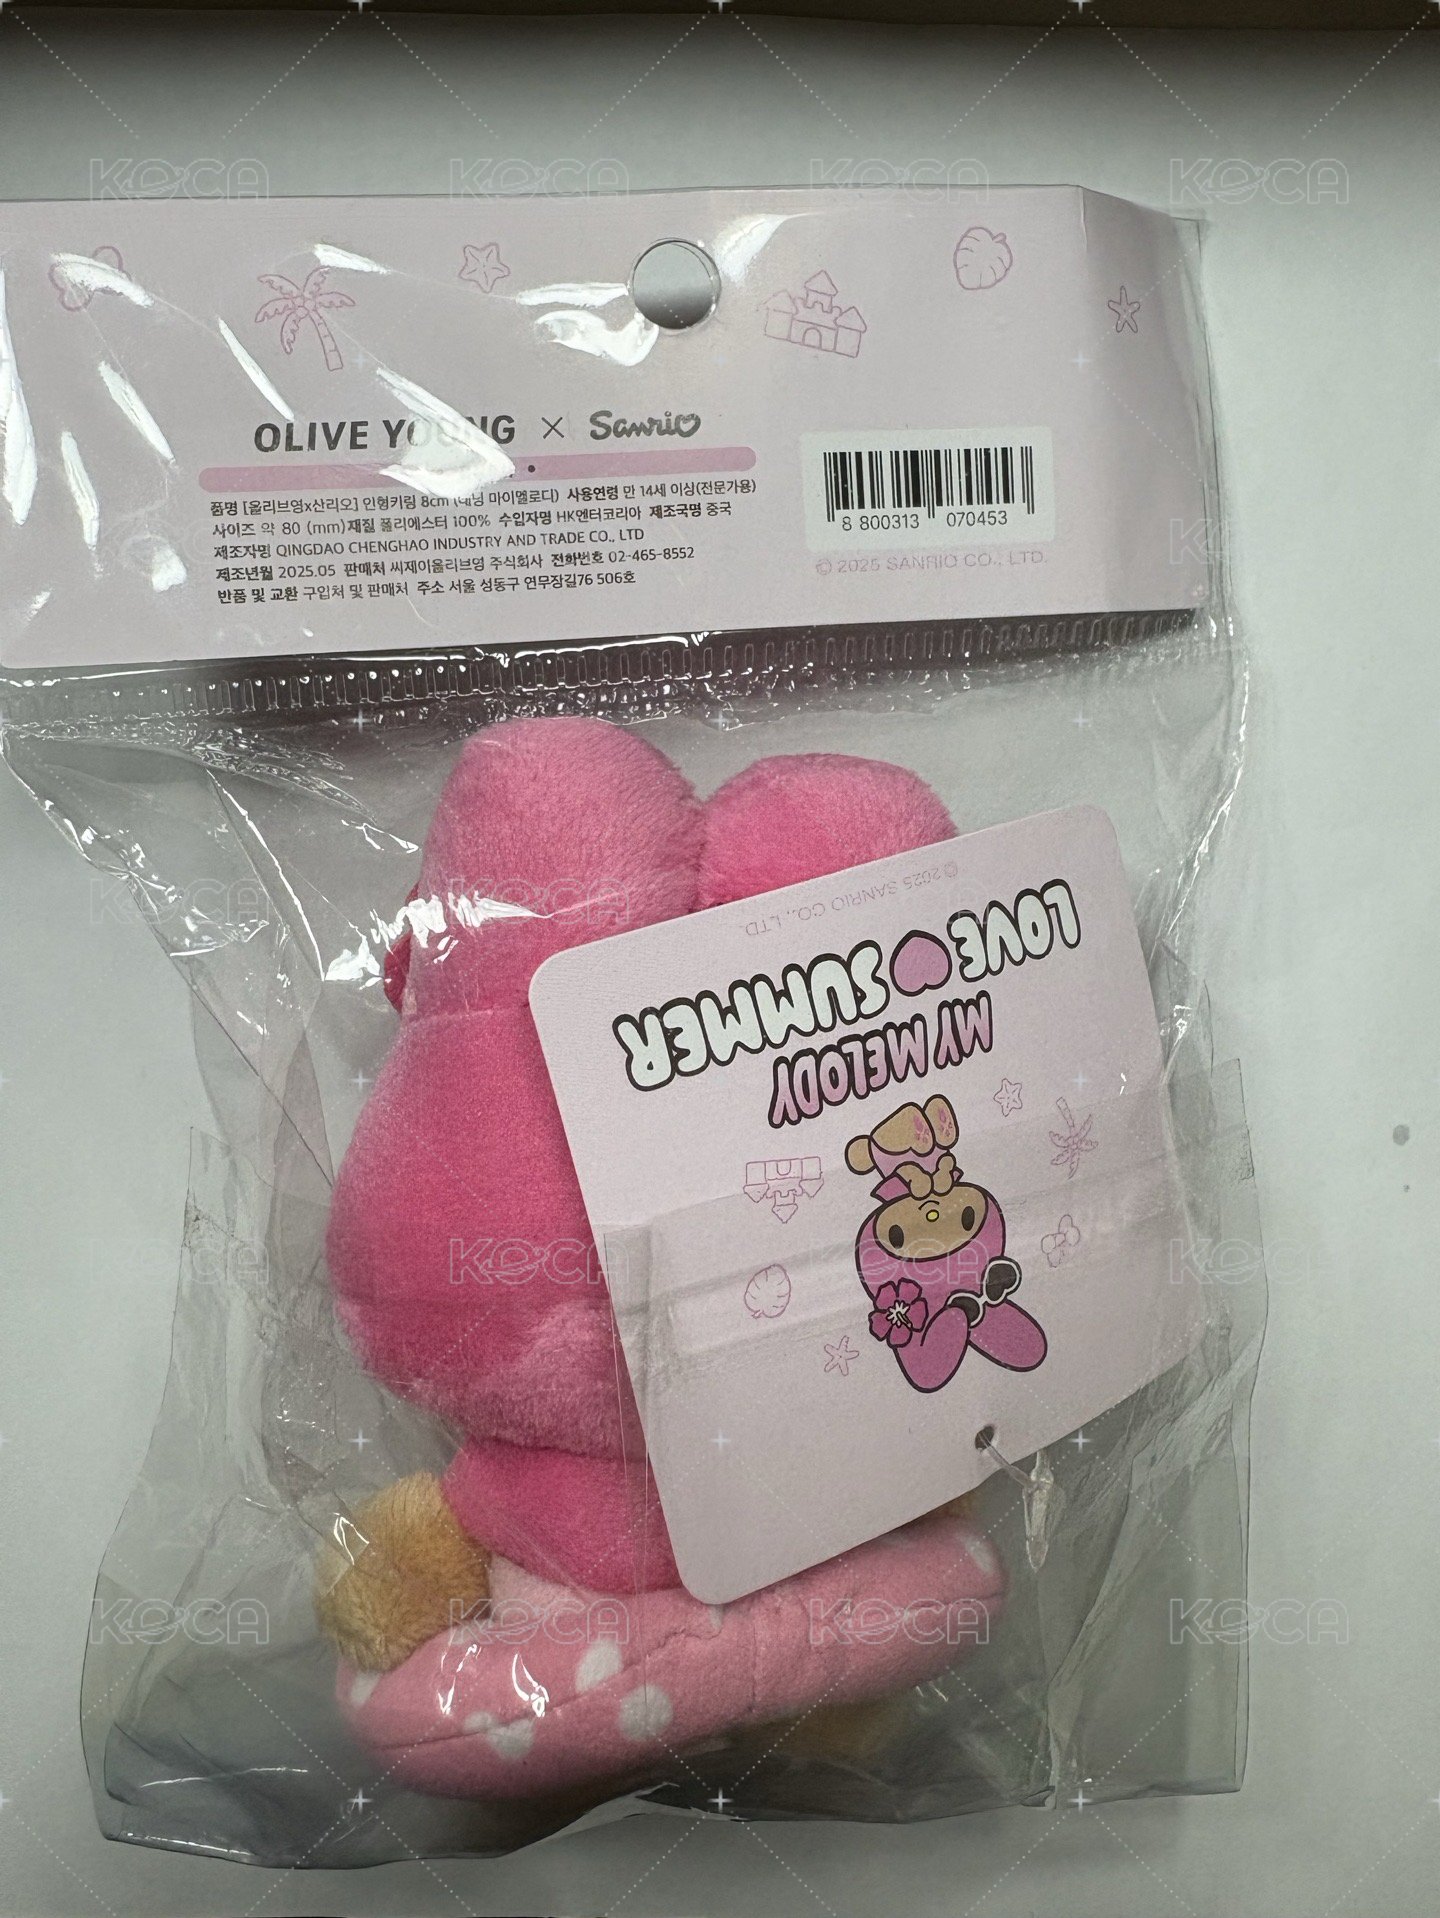 OLIVE YOUNG × Sanrio
품명 [올리브영x산리오] 인형키링 8cm (태닝 마이멜로디) 사용연령 만 14세 이상(전문가용)
사이즈 약 80 (mm) 재질 폴리에스터 100% 수입자명 HK엔터코리아 제조국명 중국
제조자명 QINGDAO CHENGHAO INDUSTRY AND TRADE CO., LTD
제조년월 2025.05 판매처 씨제이올리브영 주식회사 전화번호 02-465-8552
반품 및 교환 구입처 및 판매처 주소 서울 성동구 연무장길76 506호
8 800313 070453
© 2025 SANRIO CO., LTD.
LOVE SUMMER
MY MELODY
© 2025 SANRIO CO., LTD.
KOCA